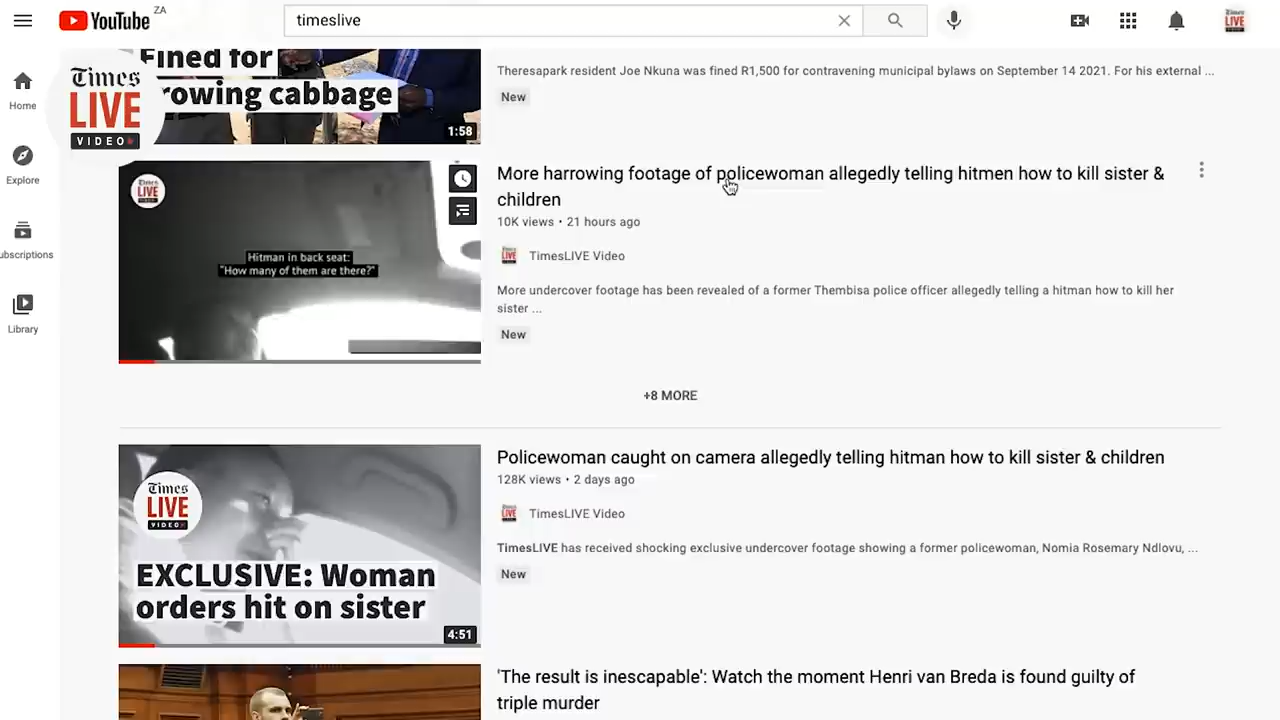 YouTube ZA
timeslive
Home
Explore
ubscriptions
Library
Times
LIVE
VIDEO
Fined for
rowing cabbage
1:58
Theresapark resident Joe Nkuna was fined R1,500 for contravening municipal bylaws on September 14 2021. For his external ...
New
Times
LIVE
VIDEO
Hitman in back seat:
"How many of them are there?"
More harrowing footage of policewoman allegedly telling hitmen how to kill sister &
children
10K views • 21 hours ago
LIVE
TimesLIVE Video
More undercover footage has been revealed of a former Thembisa police officer allegedly telling a hitman how to kill her
sister ...
New
+8 MORE
Times
LIVE
VIDEO
EXCLUSIVE: Woman
orders hit on sister
4:51
Policewoman caught on camera allegedly telling hitman how to kill sister & children
128K views • 2 days ago
LIVE
TimesLIVE Video
TimesLIVE has received shocking exclusive undercover footage showing a former policewoman, Nomia Rosemary Ndlovu, ...
New
'The result is inescapable': Watch the moment Henri van Breda is found guilty of
triple murder